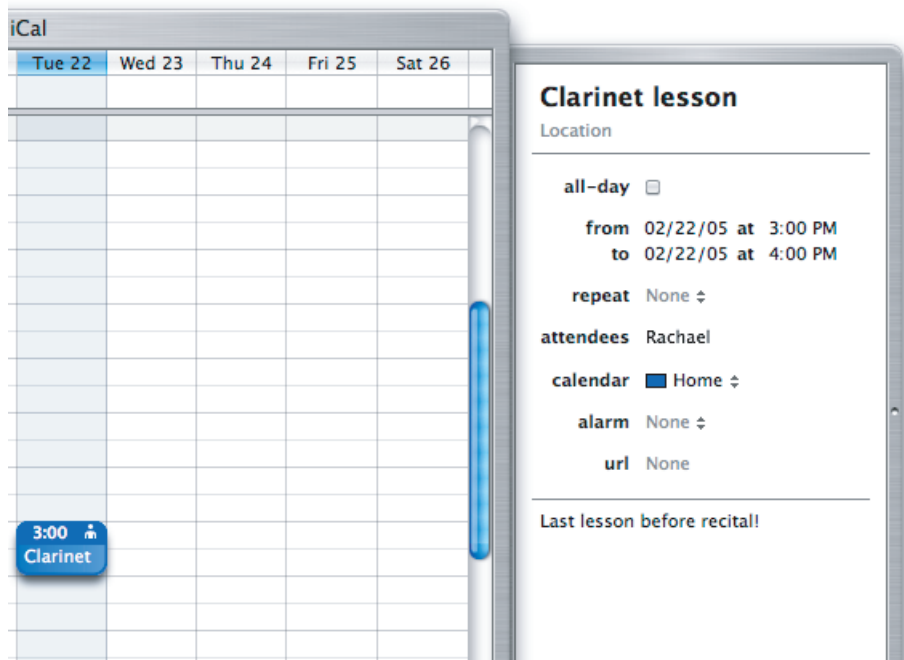 iCal
Tue 22 Wed 23 Thu 24 Fri 25 Sat 26
3:00
Clarinet
Clarinet lesson
Location
all-day
from 02/22/05 at 3:00 PM
to 02/22/05 at 4:00 PM
repeat None
attendees Rachael
calendar Home
alarm None
url None
Last lesson before recital!